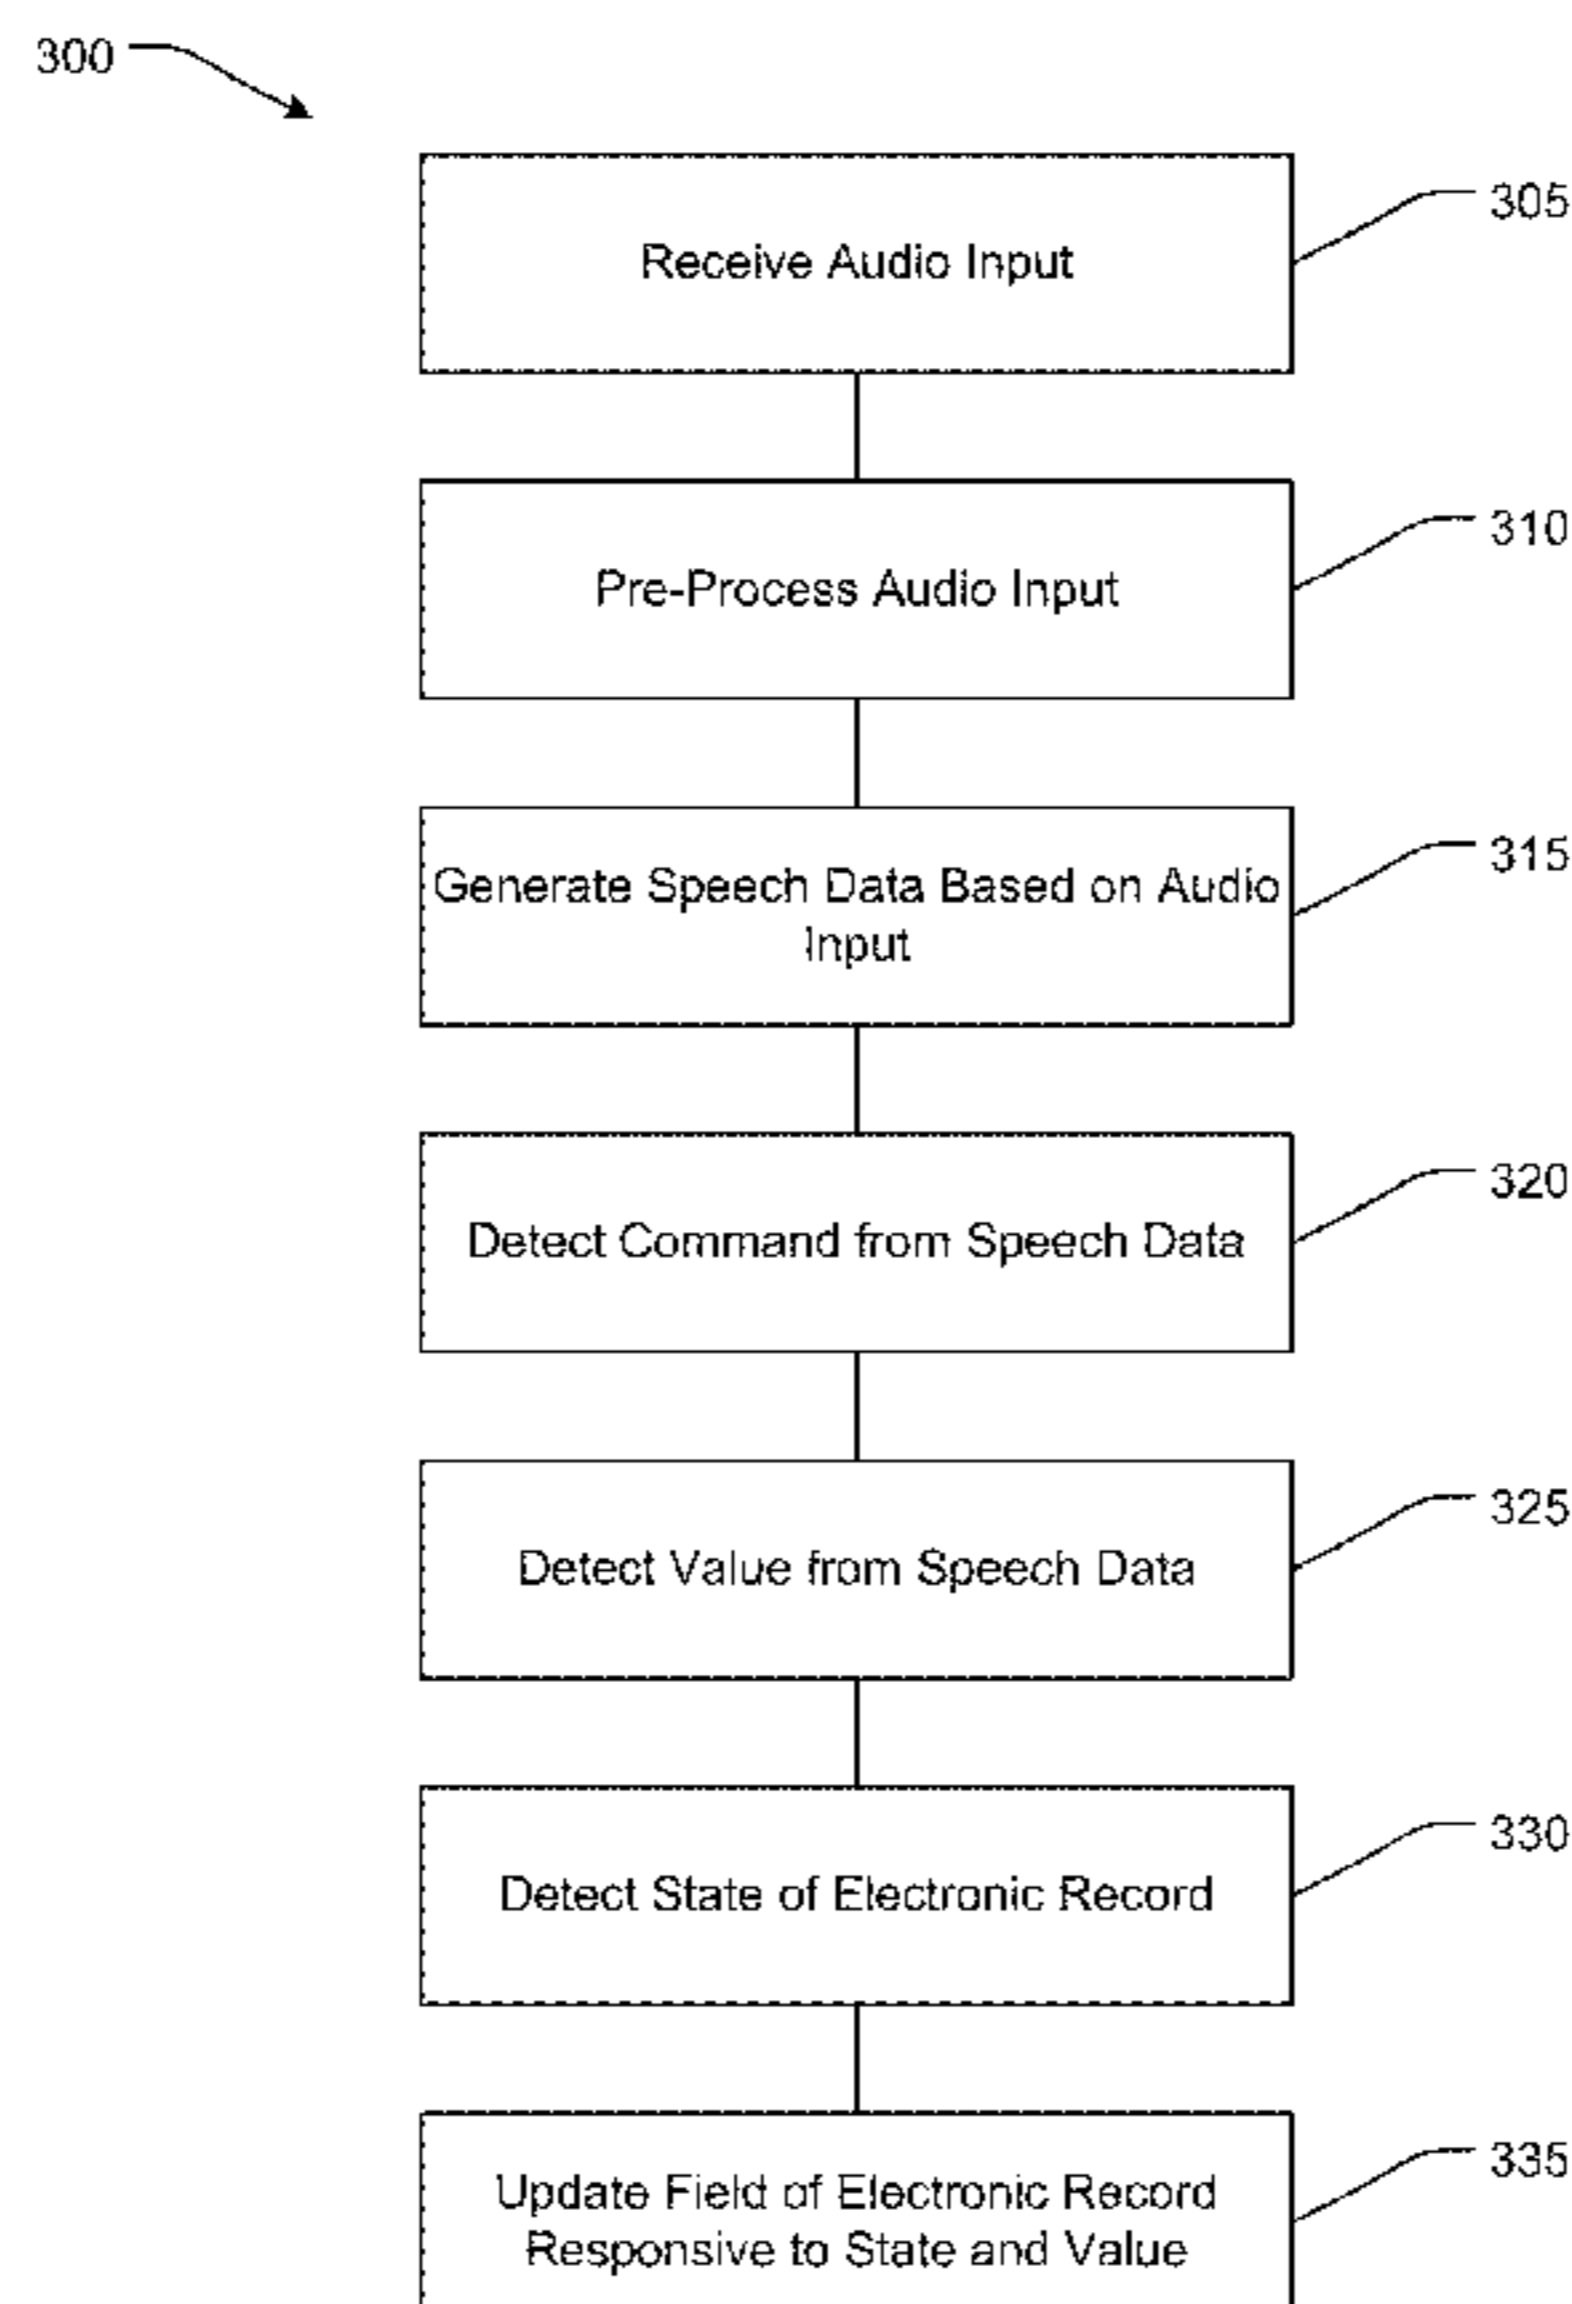 300
305
Receive Audio Input
310
Pre-Process Audio Input
315
Generate Speech Data Based on Audio
Input
320
Detect Command from Speech Data
325
Detect Value from Speech Data
330
Detect State of Electronic Record
335
Update Field of Electronic Record
Responsive to State and Value